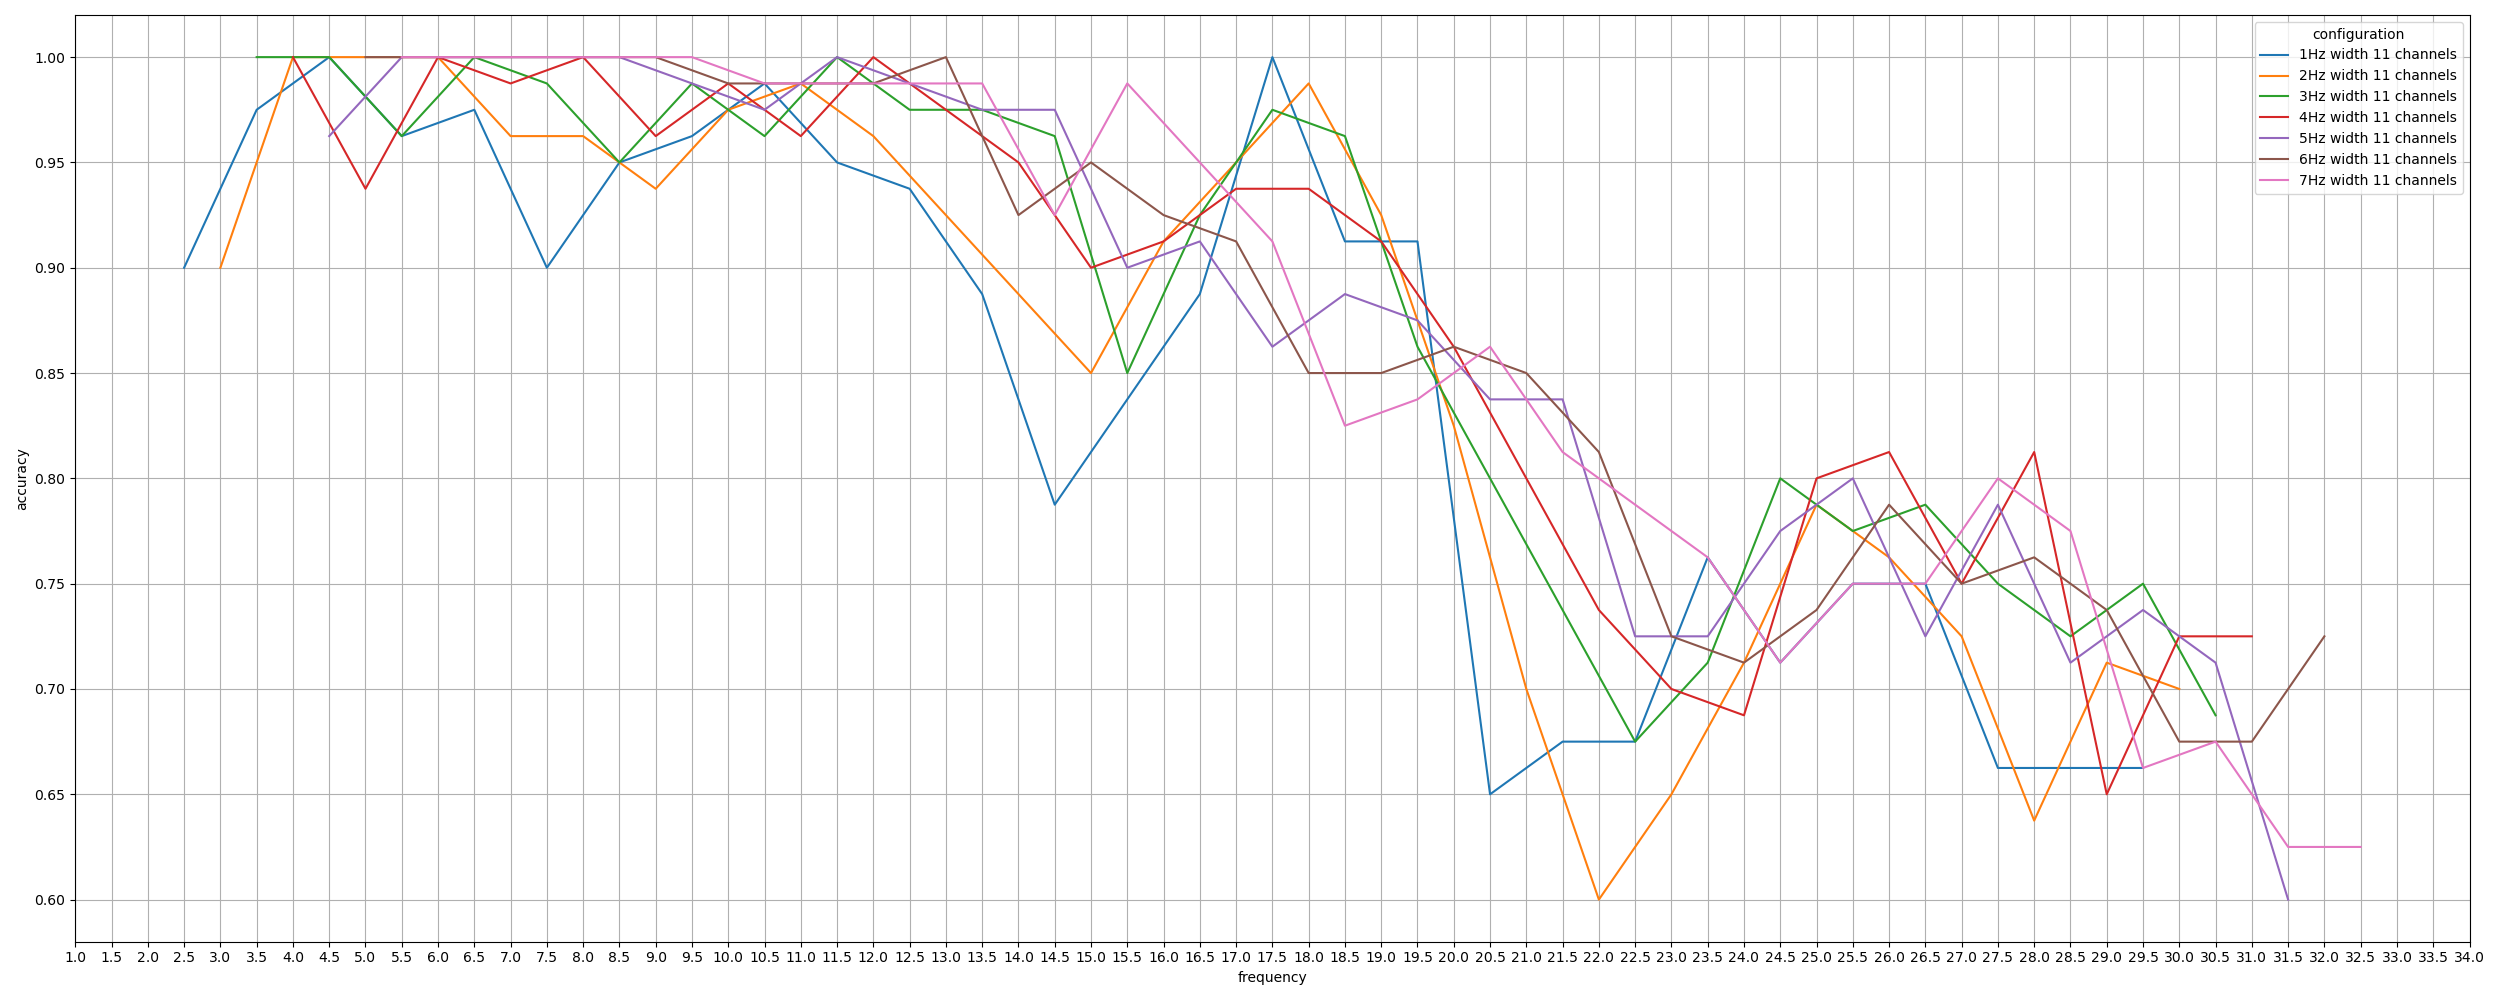 configuration
1Hz width 11 channels
2Hz width 11 channels
3Hz width 11 channels
4Hz width 11 channels
5Hz width 11 channels
6Hz width 11 channels
7Hz width 11 channels
accuracy
1.00
0.95
0.90
0.85
0.80
0.75
0.70
0.65
0.60
1.0 1.5 2.0 2.5 3.0 3.5 4.0 4.5 5.0 5.5 6.0 6.5 7.0 7.5 8.0 8.5 9.0 9.5 10.0 10.5 11.0 11.5 12.0 12.5 13.0 13.5 14.0 14.5 15.0 15.5 16.0 16.5 17.0 17.5 18.0 18.5 19.0 19.5 20.0 20.5 21.0 21.5 22.0 22.5 23.0 23.5 24.0 24.5 25.0 25.5 26.0 26.5 27.0 27.5 28.0 28.5 29.0 29.5 30.0 30.5 31.0 31.5 32.0 32.5 33.0 33.5 34.0
frequency